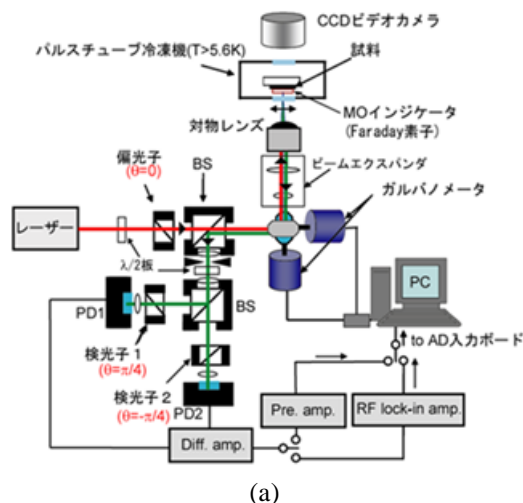 CCDビデオカメラ
パルスチューブ冷凍機(T>5.6K)
試料
MOインジケータ
(Faraday素子)
対物レンズ
偏光子
(θ=0)
BS
ビームエクスパンダ
ガルバノメータ
レーザー
λ/2板
PC
PD1
BS
検光子1
(θ=π/4)
to AD入力ボード
検光子2
(θ=-π/4)
PD2
Pre. amp.
RF lock-in amp.
Diff. amp.
(a)